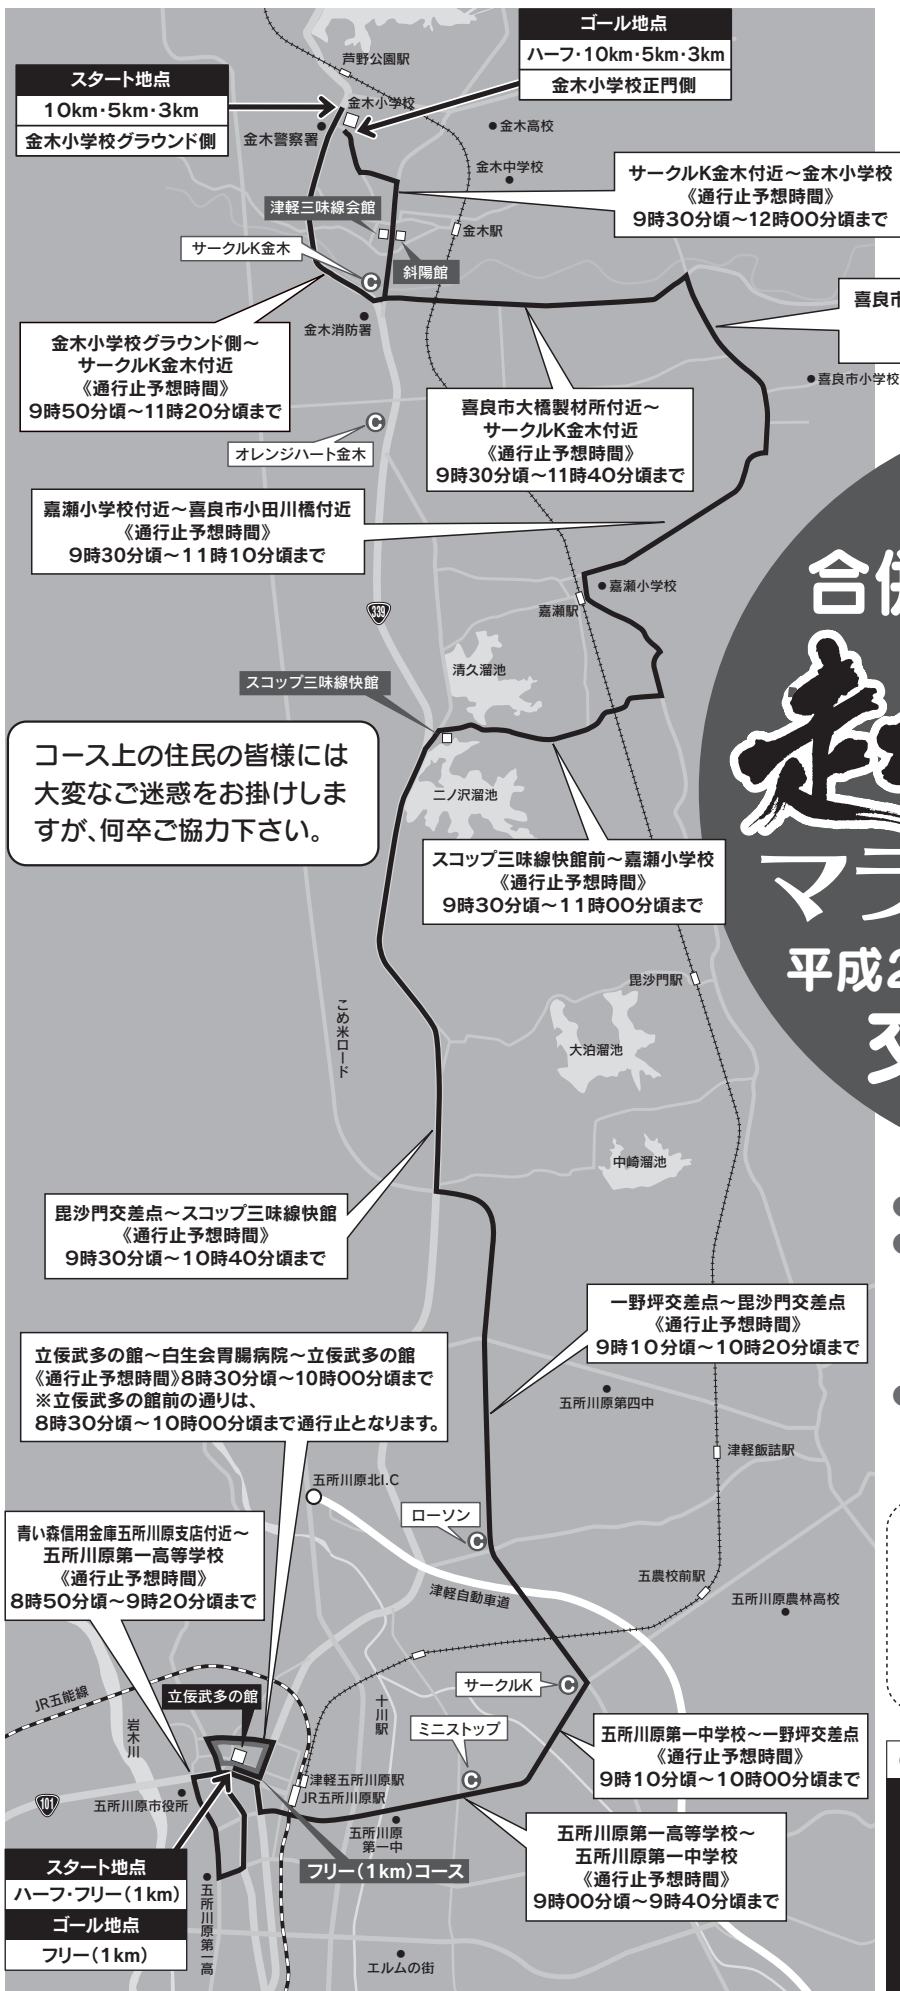 ゴール地点
ハーフ・10km・5km・3km
金木小学校正門側
芦野公園駅
スタート地点
10km・5km・3km
金木小学校グラウンド側
金木小学校
金木警察署
金木高校
金木中学校
サークルK金木付近〜金木小学校
《通行止予想時間》
9時30分頃〜12時00分頃まで
津軽三味線会館
金木駅
サークルK金木
斜陽館
C
喜良市
金木消防署
金木小学校グラウンド側〜
サークルK金木付近
《通行止予想時間》
9時50分頃〜11時20分頃まで
喜良市小学校
喜良市大橋製材所付近〜
サークルK金木付近
《通行止予想時間》
9時30分頃〜11時40分頃まで
C
オレンジハート金木
嘉瀬小学校付近〜喜良市小田川橋付近
《通行止予想時間》
9時30分頃〜11時10分頃まで
合併
嘉瀬小学校
嘉瀬駅
339
清久溜池
スコップ三味線快館
走
コース上の住民の皆様には
大変なご迷惑をお掛けしま
すが、何卒ご協力下さい。
二ノ沢溜池
スコップ三味線快館前〜嘉瀬小学校
《通行止予想時間》
9時30分頃〜11時00分頃まで
マラ
平成2
交
毘沙門駅
こめ米ロード
大泊溜池
中崎溜池
毘沙門交差点〜スコップ三味線快館
《通行止予想時間》
9時30分頃〜10時40分頃まで
一野坪交差点〜毘沙門交差点
《通行止予想時間》
9時10分頃〜10時20分頃まで
立佞武多の館〜白生会胃腸病院〜立佞武多の館
《通行止予想時間》8時30分頃〜10時00分頃まで
※立佞武多の館前の通りは、
8時30分頃〜10時00分頃まで通行止となります。
五所川原第四中
津軽飯詰駅
五所川原北I.C
ローソン
C
青い森信用金庫五所川原支店付近〜
五所川原第一高等学校
《通行止予想時間》
8時50分頃〜9時20分頃まで
津軽自動車道
五農校前駅
五所川原農林高校
サークルK
C
JR五能線
立佞武多の館
岩木川
十川駅
ミニストップ
C
五所川原第一中学校〜一野坪交差点
《通行止予想時間》
9時10分頃〜10時00分頃まで
津軽五所川原駅
JR五所川原駅
101
五所川原市役所
五所川原
第一中
五所川原第一高等学校〜
五所川原第一中学校
《通行止予想時間》
9時00分頃〜9時40分頃まで
フリー(1km)コース
スタート地点
ハーフ・フリー(1km)
ゴール地点
フリー(1km)
五所川原第一高
エルムの街